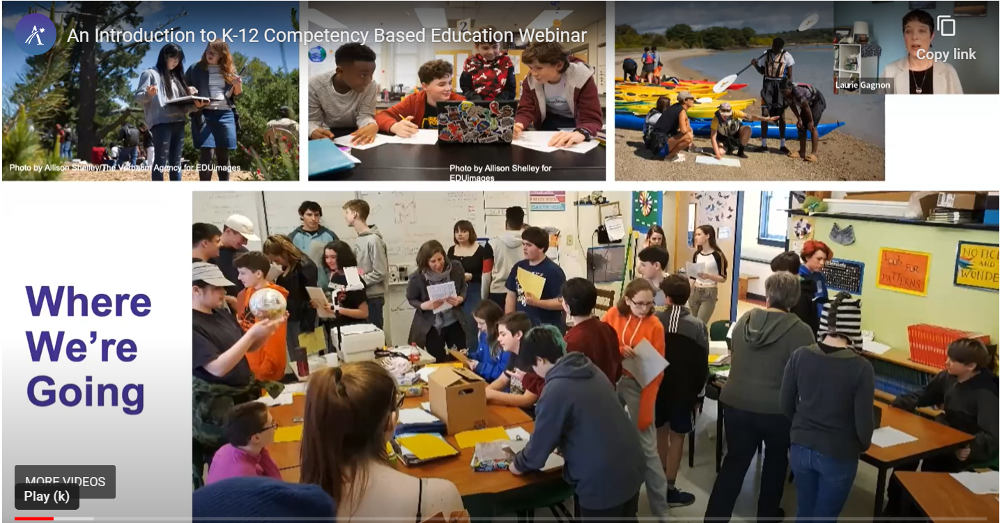 An Introduction to K-12 Competency Based Education Webinar
Copy link
Laurie Gagnon
2
Photo by Allison Shelley/The Verbatim Agency for EDUimages
Photo by Allison Shelley for
EDUimages
Where
We're
Going
LOOK FOR
PATTERNS
NOTICE
AND
WONDE
MORE VIDEOS
Play (k)